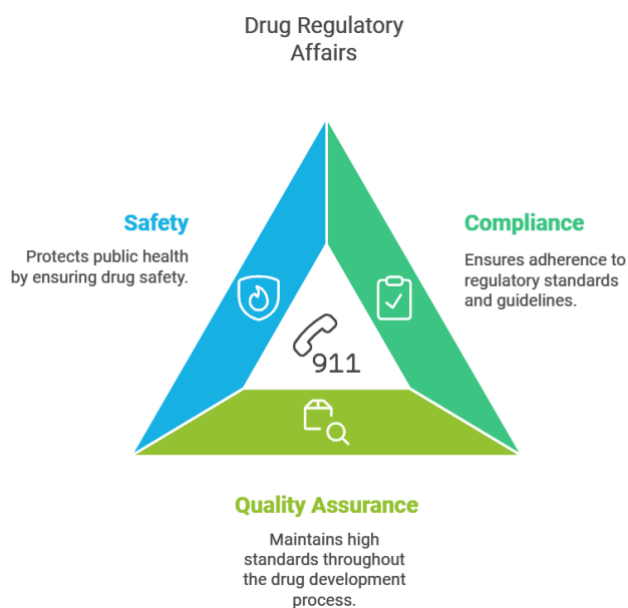 Drug Regulatory
Affairs
Safety
Protects public health
by ensuring drug safety.
Compliance
Ensures adherence to
regulatory standards
and guidelines.
911
Quality Assurance
Maintains high
standards throughout
the drug development
process.